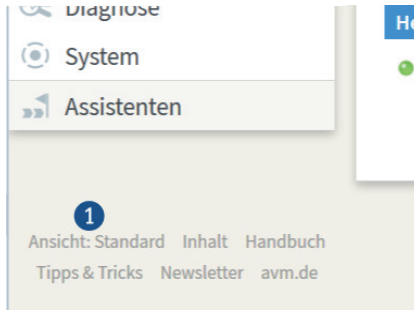 Diagnose
System
Assistenten
1
Ansicht: Standard Inhalt Handbuch
Tipps & Tricks Newsletter avm.de